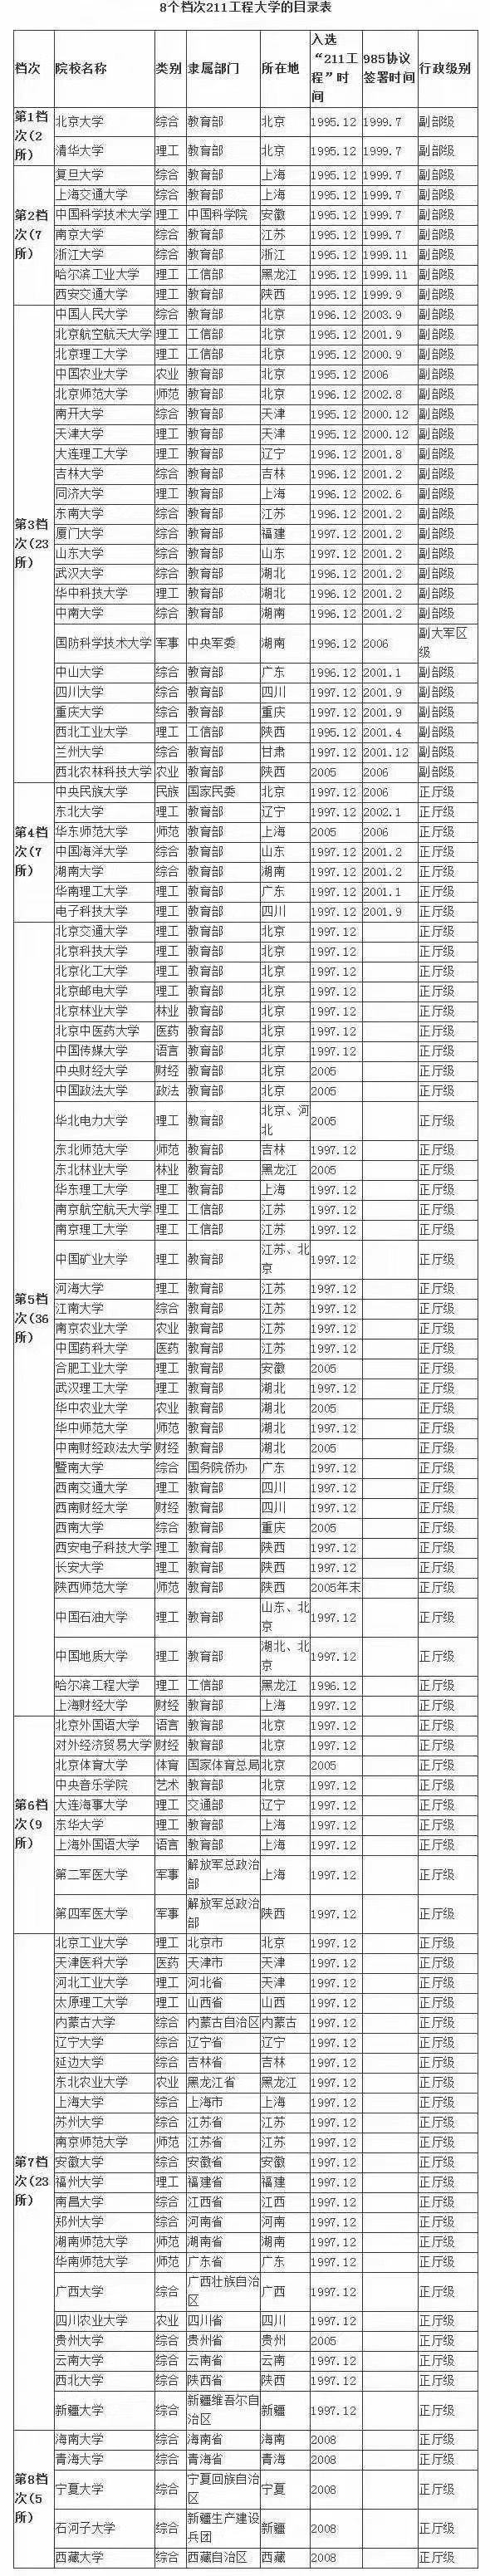 8个档次211工程大学的目录表
档次 院校名称 类别 隶属部门 所在地 入选“211工程”时间 985协议签署时间 行政级别
第1档次(2所)
北京大学 综合 教育部 北京 1995.12 1999.7 副部级
清华大学 理工 教育部 北京 1995.12 1999.7 副部级
第2档次(7所)
复旦大学 综合 教育部 上海 1995.12 1999.7 副部级
上海交通大学 综合 教育部 上海 1995.12 1999.7 副部级
中国科学技术大学 理工 中国科学院 安徽 1995.12 1999.7 副部级
南京大学 综合 教育部 江苏 1995.12 1999.7 副部级
浙江大学 综合 教育部 浙江 1995.12 1999.11 副部级
哈尔滨工业大学 理工 工信部 黑龙江 1995.12 1999.11 副部级
西安交通大学 理工 教育部 陕西 1995.12 1999.9 副部级
第3档次(23所)
中国人民大学 综合 教育部 北京 1996.12 2003.9 副部级
北京航空航天大学 理工 工信部 北京 1995.12 2001.9 副部级
北京理工大学 理工 工信部 北京 1995.12 2000.9 副部级
中国农业大学 农业 教育部 北京 1995.12 2006 副部级
北京师范大学 师范 教育部 北京 1996.12 2002.8 副部级
南开大学 综合 教育部 天津 1995.12 2000.12 副部级
天津大学 理工 教育部 天津 1995.12 2000.12 副部级
大连理工大学 理工 教育部 辽宁 1996.12 2001.8 副部级
吉林大学 综合 教育部 吉林 1996.12 2001.2 副部级
同济大学 理工 教育部 上海 1996.12 2002.6 副部级
东南大学 综合 教育部 江苏 1996.12 2001.2 副部级
厦门大学 综合 教育部 福建 1997.12 2001.2 副部级
山东大学 综合 教育部 山东 1997.12 2001.2 副部级
武汉大学 综合 教育部 湖北 1996.12 2001.2 副部级
华中科技大学 理工 教育部 湖北 1996.12 2001.2 副部级
中南大学 综合 教育部 湖南 1996.12 2001.2 副部级
国防科学技术大学 军事 中央军委 湖南 1996.12 2006 副大军区级
中山大学 综合 教育部 广东 1996.12 2001.1 副部级
四川大学 综合 教育部 四川 1997.12 2001.9 副部级
重庆大学 综合 教育部 重庆 1997.12 2001.9 副部级
西北工业大学 理工 工信部 陕西 1995.12 2001.4 副部级
兰州大学 综合 教育部 甘肃 1997.12 2001.12 副部级
西北农林科技大学 农业 教育部 陕西 2005 2006 副部级
第4档次(7所)
中央民族大学 民族 国家民委 北京 1997.12 2006 正厅级
东北大学 理工 教育部 辽宁 1997.12 2002.1 正厅级
华东师范大学 师范 教育部 上海 2005 2006 正厅级
中国海洋大学 综合 教育部 山东 1997.12 2001.2 正厅级
湖南大学 综合 教育部 湖南 1997.12 2001.2 正厅级
华南理工大学 理工 教育部 广东 1997.12 2001.1 正厅级
电子科技大学 理工 教育部 四川 1997.12 2001.9 正厅级
第5档次(36所)
北京交通大学 理工 教育部 北京 1997.12 正厅级
北京科技大学 理工 教育部 北京 1997.12 正厅级
北京化工大学 理工 教育部 北京 1997.12 正厅级
北京邮电大学 理工 教育部 北京 1997.12 正厅级
北京林业大学 林业 教育部 北京 1997.12 正厅级
北京中医药大学 医药 教育部 北京 1997.12 正厅级
中国传媒大学 语言 教育部 北京 1997.12 正厅级
中央财经大学 财经 教育部 北京 2005 正厅级
中国政法大学 政法 教育部 北京 2005 正厅级
华北电力大学 理工 教育部 北京、河北 2005 正厅级
东北师范大学 师范 教育部 吉林 1997.12 正厅级
东北林业大学 林业 教育部 黑龙江 2005 正厅级
华东理工大学 理工 教育部 上海 1997.12 正厅级
南京航空航天大学 理工 工信部 江苏 1997.12 正厅级
南京理工大学 理工 工信部 江苏 1997.12 正厅级
中国矿业大学 理工 教育部 江苏、北京 1997.12 正厅级
河海大学 理工 教育部 江苏 1997.12 正厅级
江南大学 综合 教育部 江苏 1997.12 正厅级
南京农业大学 农业 教育部 江苏 1997.12 正厅级
中国药科大学 医药 教育部 江苏 1997.12 正厅级
合肥工业大学 理工 教育部 安徽 2005 正厅级
武汉理工大学 理工 教育部 湖北 1997.12 正厅级
华中农业大学 农业 教育部 湖北 2005 正厅级
华中师范大学 师范 教育部 湖北 1997.12 正厅级
中南财经政法大学 财经 教育部 湖北 2005 正厅级
暨南大学 综合 国务院侨办 广东 1997.12 正厅级
西南交通大学 理工 教育部 四川 1997.12 正厅级
西南财经大学 财经 教育部 四川 1997.12 正厅级
西南大学 综合 教育部 重庆 2005 正厅级
西安电子科技大学 理工 教育部 陕西 1997.12 正厅级
长安大学 理工 教育部 陕西 1997.12 正厅级
陕西师范大学 师范 教育部 陕西 2005年末 正厅级
中国石油大学 理工 教育部 山东、北京 1997.12 正厅级
中国地质大学 理工 教育部 湖北、北京 1997.12 正厅级
哈尔滨工程大学 理工 工信部 黑龙江 1996.12 正厅级
上海财经大学 财经 教育部 上海 1997.12 正厅级
第6档次(9所)
北京外国语大学 语言 教育部 北京 1997.12 正厅级
对外经济贸易大学 财经 教育部 北京 1997.12 正厅级
北京体育大学 体育 国家体育总局 北京 2005 正厅级
中央音乐学院 艺术 教育部 北京 1997.12 正厅级
大连海事大学 理工 交通部 辽宁 1997.12 正厅级
东华大学 理工 教育部 上海 1997.12 正厅级
上海外国语大学 语言 教育部 上海 1997.12 正厅级
第二军医大学 军事 解放军总政治部 上海 1997.12 正厅级
第四军医大学 军事 解放军总政治部 陕西 1997.12 正厅级
第7档次(23所)
北京工业大学 理工 北京市 北京 1997.12 正厅级
天津医科大学 医药 天津市 天津 1997.12 正厅级
河北工业大学 理工 河北省 天津 1997.12 正厅级
太原理工大学 理工 山西省 山西 1997.12 正厅级
内蒙古大学 综合 内蒙古自治区 内蒙古 1997.12 正厅级
辽宁大学 综合 辽宁省 辽宁 1997.12 正厅级
延边大学 综合 吉林省 吉林 1997.12 正厅级
东北农业大学 农业 黑龙江省 黑龙江 1997.12 正厅级
上海大学 综合 上海市 上海 1997.12 正厅级
苏州大学 综合 江苏省 江苏 1997.12 正厅级
南京师范大学 师范 江苏省 江苏 1997.12 正厅级
安徽大学 综合 安徽省 安徽 1997.12 正厅级
福州大学 理工 福建省 福建 1997.12 正厅级
南昌大学 综合 江西省 江西 1997.12 正厅级
郑州大学 综合 河南省 河南 1997.12 正厅级
湖南师范大学 师范 湖南省 湖南 1997.12 正厅级
华南师范大学 师范 广东省 广东 1997.12 正厅级
广西大学 综合 广西壮族自治区 广西 1997.12 正厅级
四川农业大学 农业 四川省 四川 1997.12 正厅级
贵州大学 综合 贵州省 贵州 2005 正厅级
云南大学 综合 云南省 云南 1997.12 正厅级
西北大学 综合 陕西省 陕西 1997.12 正厅级
新疆大学 综合 新疆维吾尔自治区 新疆 1997.12 正厅级
第8档次(5所)
海南大学 综合 海南省 海南 2008 正厅级
青海大学 综合 青海省 青海 2008 正厅级
宁夏大学 综合 宁夏回族自治区 宁夏 2008 正厅级
石河子大学 综合 新疆生产建设兵团 新疆 2008 正厅级
西藏大学 综合 西藏自治区 西藏 2008 正厅级